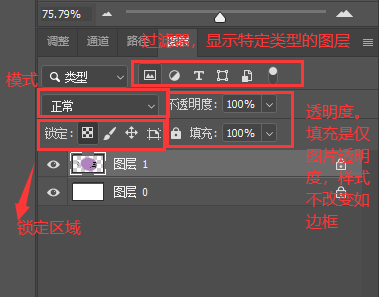 75.79%
调整 通道 路径
过滤器，显示特定类型的图层
模式
类型
T
正常
不透明度: 100%
锁定:
填充: 100%
透明度。
填充是仅
图片透明
度，样式
不改变如
边框
图层 1
图层 0
锁定区域